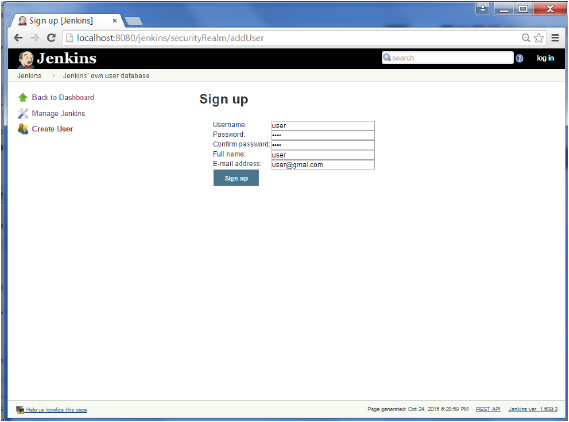 Sign up [Jenkins]
localhost:8080/jenkins/securityRealm/addUser
Jenkins
search
log in
Jenkins
Jenkins' own user database
Back to Dashboard
Manage Jenkins
Create User
Sign up
Username: user
Password: ••••
Confirm password: ••••
Full name: user
E-mail address: user@gmal.com
Sign up
Help us localize this page
Page generated: Oct 24, 2015 6:20:59 PM
REST API
Jenkins ver. 1.609.3